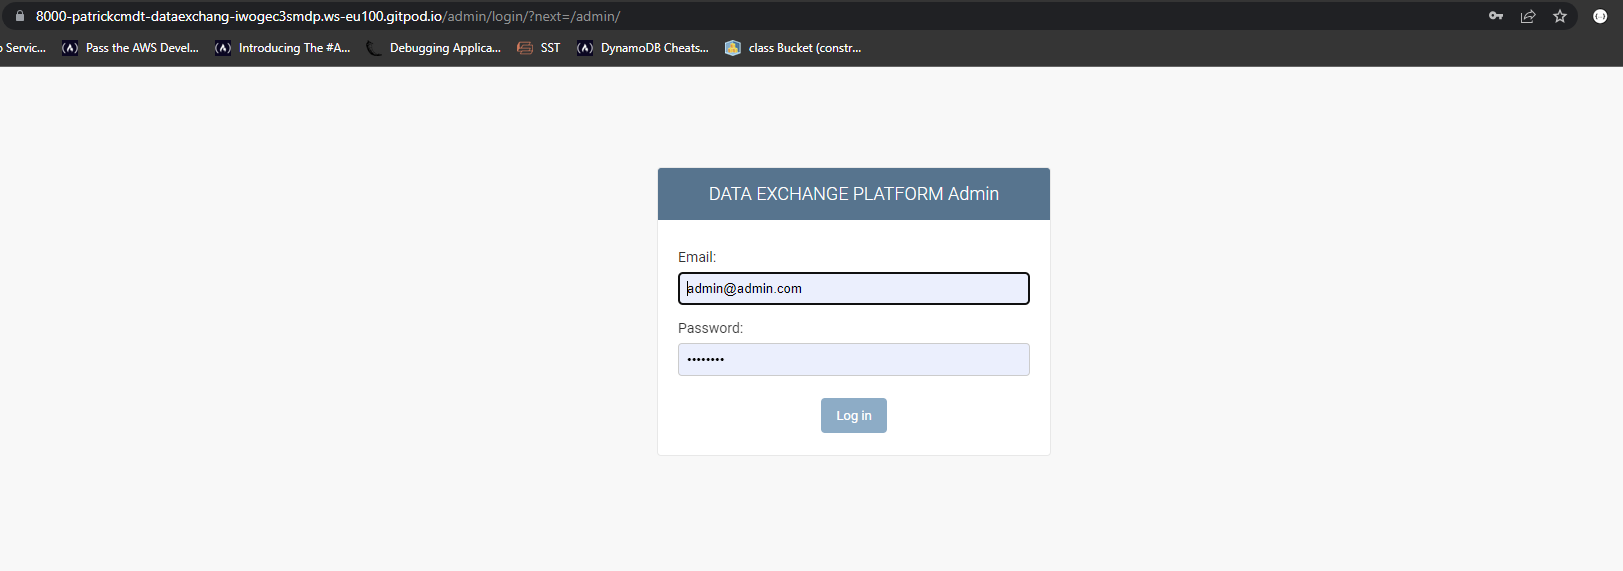 8000-patrickcmdt-dataexchang-iwogec3smdp.ws-eu100.gitpod.io/admin/login/?next=/admin/
Servic... Pass the AWS Devel... Introducing The #A... Debugging Applica... SST DynamoDB Cheats... class Bucket (constr...
DATA EXCHANGE PLATFORM Admin
Email:
admin@admin.com
Password:
••••••••
Log in